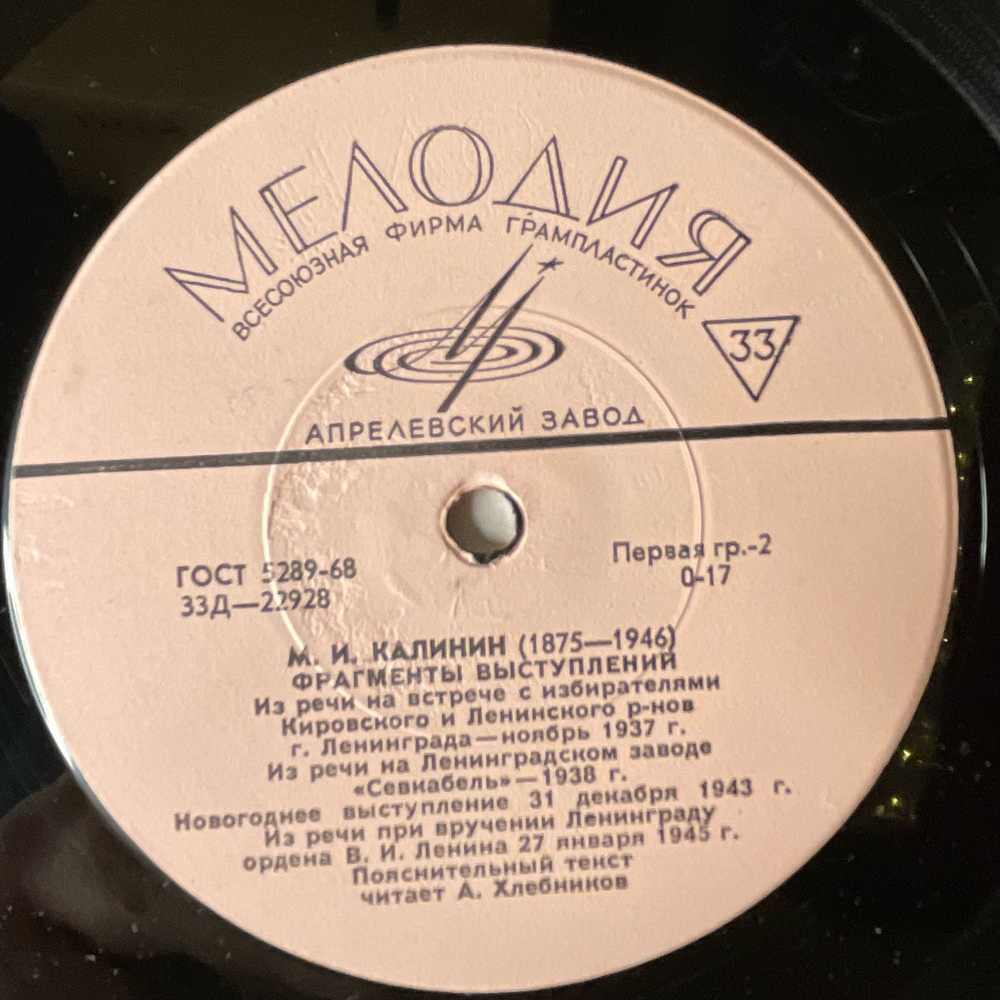 МЕЛОДИЯ
ВСЕСОЮЗНАЯ ФИРМА ГРАМПЛАСТИНОК
33
АПРЕЛЕВСКИЙ ЗАВОД
ГОСТ 5289-68
33Д—22928
Первая гр.-2
0-17
М. И. КАЛИНИН (1875—1946)
ФРАГМЕНТЫ ВЫСТУПЛЕНИЙ
Из речи на встрече с избирателями
Кировского и Ленинского р-нов
г. Ленинграда—ноябрь 1937 г.
Из речи на Ленинградском заводе
«Севкабель»—1938 г.
Новогоднее выступление 31 декабря 1943 г.
Из речи при вручении Ленинграду
ордена В. И. Ленина 27 января 1945 г.
Пояснительный текст
читает А. Хлебников